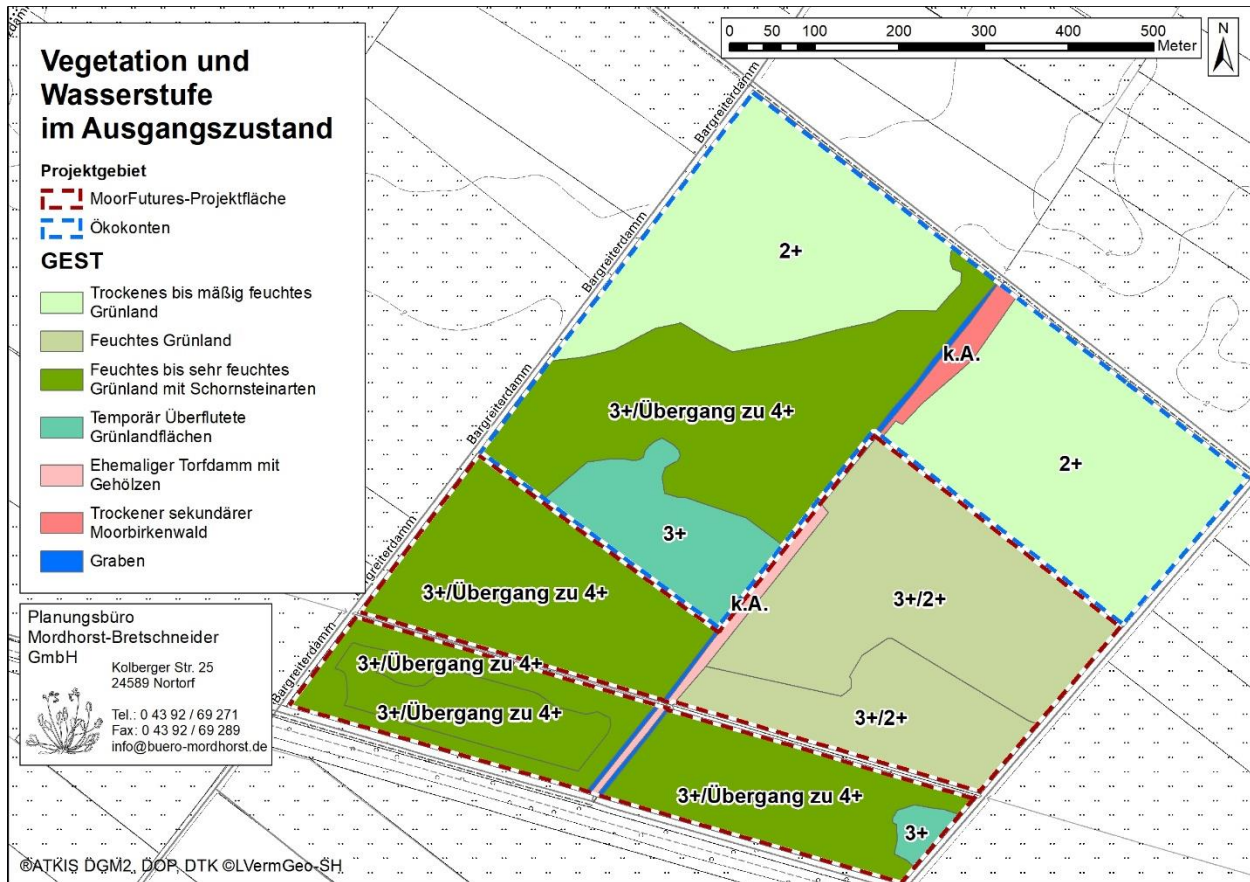 Vegetation und
Wasserstufe
im Ausgangszustand
Projektgebiet
MoorFutures-Projektfläche
Ökokonten
GEST
Trockenes bis mäßig feuchtes
Grünland
Feuchtes Grünland
Feuchtes bis sehr feuchtes
Grünland mit Schornsteinarten
Temporär Überflutete
Grünlandflächen
Ehemaliger Torfdamm mit
Gehölzen
Trockener sekundärer
Moorbirkenwald
Graben
Planungsbüro
Mordhorst-Bretschneider
GmbH
Kolberger Str. 25
24589 Nortorf
Tel.: 0 43 92 / 69 271
Fax: 0 43 92 / 69 289
info@buero-mordhorst.de
©ATKIS DGM2, DOP, DTK ©LVermGeo-SH
0 50 100 200 300 400 500
Meter
N
Bargreiterdamm
Bargreiterdamm
Bargreiterdamm
Bargreiterdamm
Bargreiterdamm
Bargreiterdamm
2+
k.A.
3+/Übergang zu 4+
2+
3+
3+/Übergang zu 4+
k.A.
3+/2+
3+/Übergang zu 4+
3+/Übergang zu 4+
3+/2+
3+/Übergang zu 4+
3+